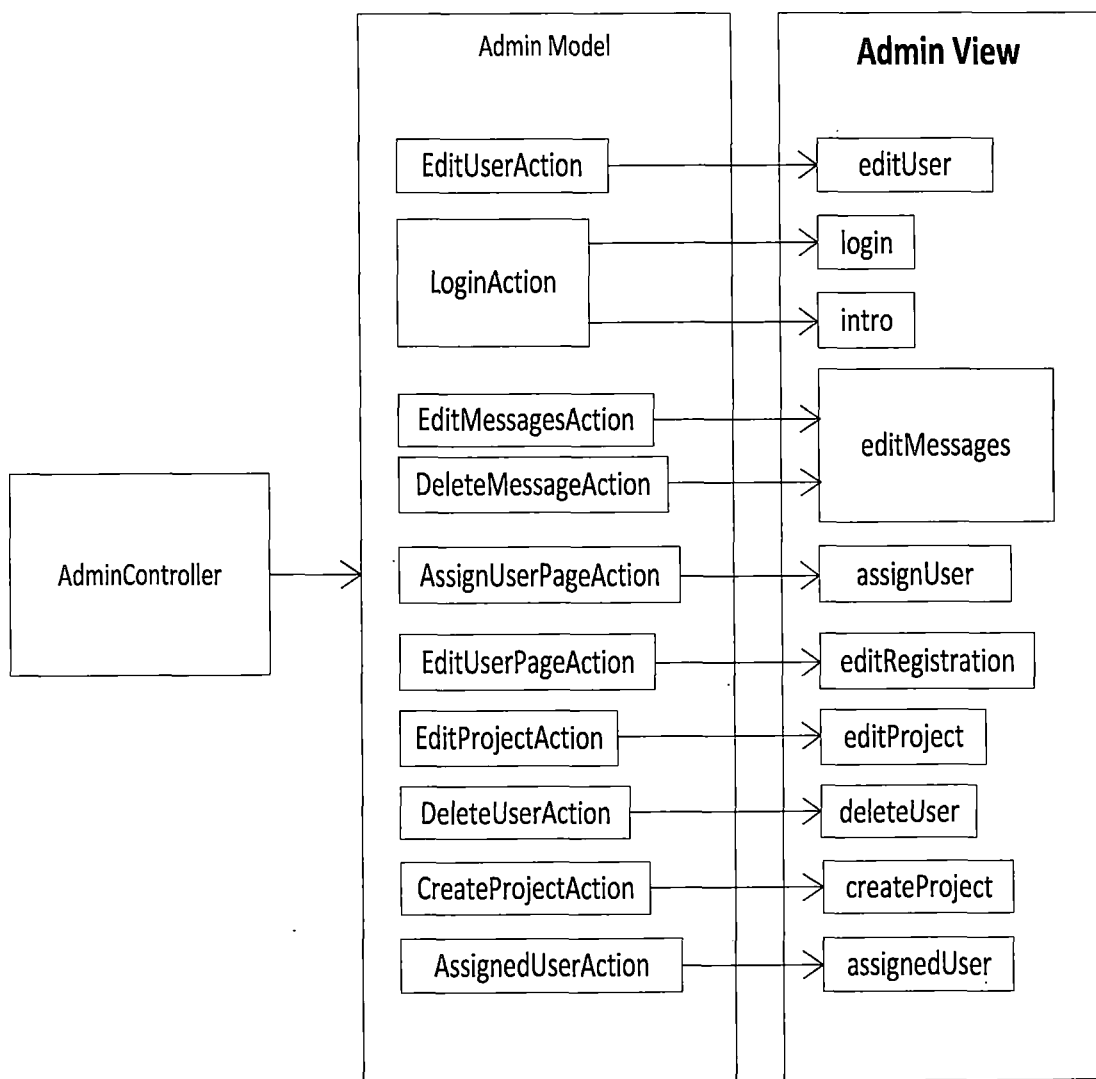 Admin Model
Admin View
EditUserAction
editUser
LoginAction
login
intro
EditMessagesAction
DeleteMessageAction
editMessages
AdminController
AssignUserPageAction
assignUser
EditUserPageAction
editRegistration
EditProjectAction
editProject
DeleteUserAction
deleteUser
CreateProjectAction
createProject
AssignedUserAction
assignedUser